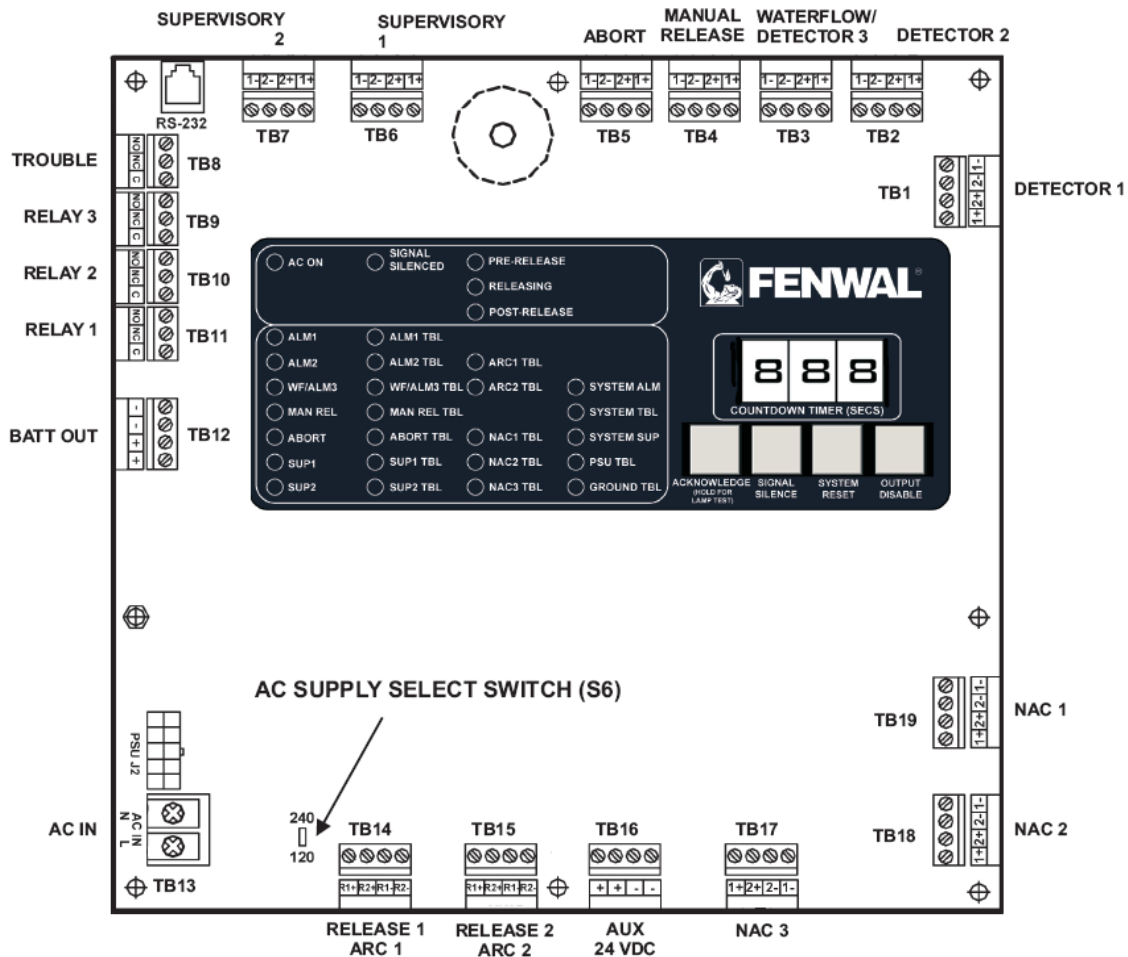 SUPERVISORY 2
SUPERVISORY 1
ABORT
MANUAL RELEASE
WATERFLOW/ DETECTOR 3
DETECTOR 2
1- 2- 2+ 1+
1- 2- 2+ 1+
1- 2- 2+ 1+
1- 2- 2+ 1+
1- 2- 2+ 1+
1- 2- 2+ 1+
RS-232
TB7
TB6
TB5
TB4
TB3
TB2
TROUBLE
NO NC C
TB8
TB1
1+ 2+ 2- 1-
DETECTOR 1
RELAY 3
NO NC C
TB9
RELAY 2
NO NC C
TB10
RELAY 1
NO NC C
TB11
BATT OUT
- - + +
TB12
AC ON
SIGNAL SILENCED
PRE-RELEASE
RELEASING
POST-RELEASE
ALM1
ALM1 TBL
ALM2
ALM2 TBL
ARC1 TBL
WF/ALM3
WF/ALM3 TBL
ARC2 TBL
SYSTEM ALM
MAN REL
MAN REL TBL
SYSTEM TBL
ABORT
ABORT TBL
NAC1 TBL
SYSTEM SUP
SUP1
SUP1 TBL
NAC2 TBL
PSU TBL
SUP2
SUP2 TBL
NAC3 TBL
GROUND TBL
FENWAL®
888
COUNTDOWN TIMER (SECS)
ACKNOWLEDGE
(HOLD FOR
LAMP TEST)
SIGNAL SILENCE
SYSTEM RESET
OUTPUT DISABLE
AC SUPPLY SELECT SWITCH (S6)
TB19
1+ 2+ 2- 1-
NAC 1
PSU J2
AC IN
AC IN
N L
TB13
240
120
TB14
TB15
TB16
TB17
TB18
1+ 2+ 2- 1-
NAC 2
R1+ R2+ R1- R2-
R1+ R2+ R1- R2-
+ + - -
1+ 2+ 2- 1-
RELEASE 1
ARC 1
RELEASE 2
ARC 2
AUX
24 VDC
NAC 3